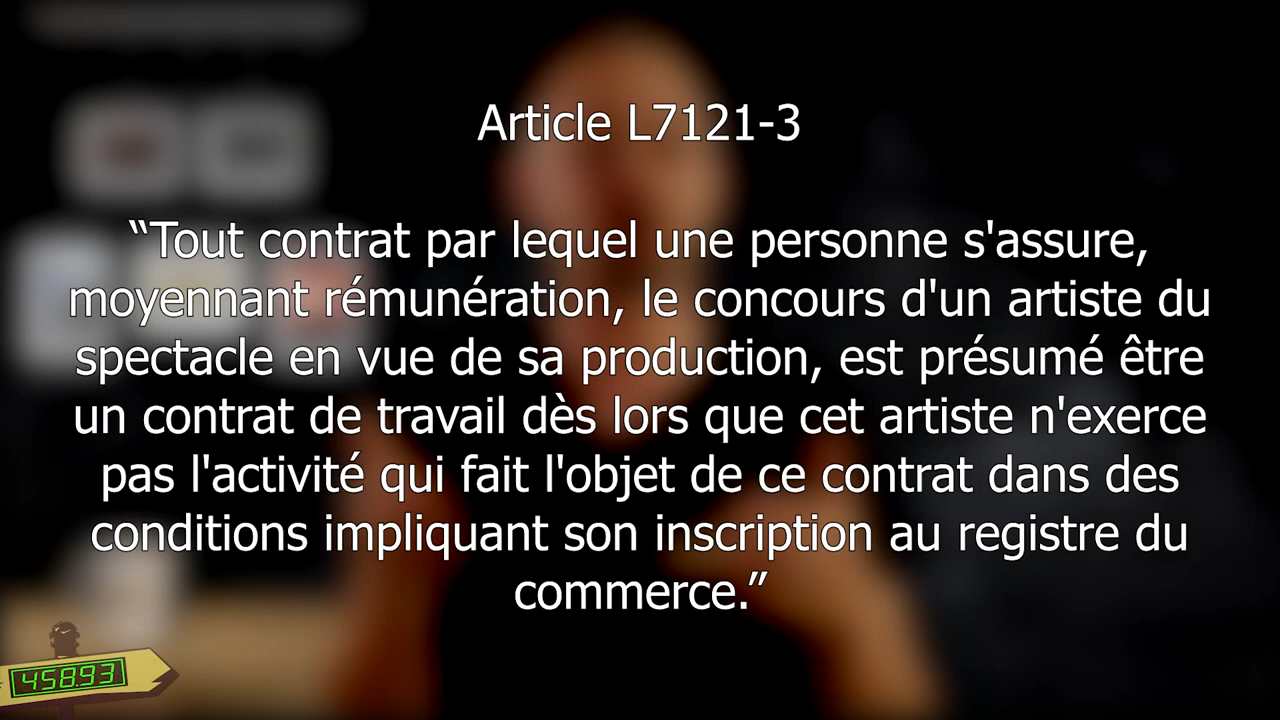 Article L7121-3
“Tout contrat par lequel une personne s'assure,
moyennant rémunération, le concours d'un artiste du
spectacle en vue de sa production, est présumé être
un contrat de travail dès lors que cet artiste n'exerce
pas l'activité qui fait l'objet de ce contrat dans des
conditions impliquant son inscription au registre du
commerce.”
458.93